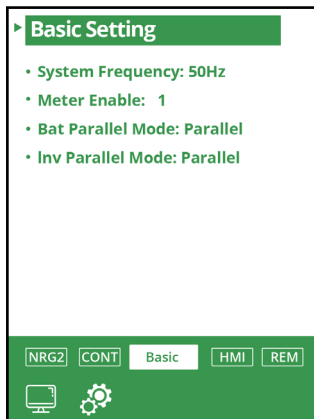 Basic Setting
• System Frequency: 50Hz
• Meter Enable: 1
• Bat Parallel Mode: Parallel
• Inv Parallel Mode: Parallel
NRG2 CONT Basic HMI REM